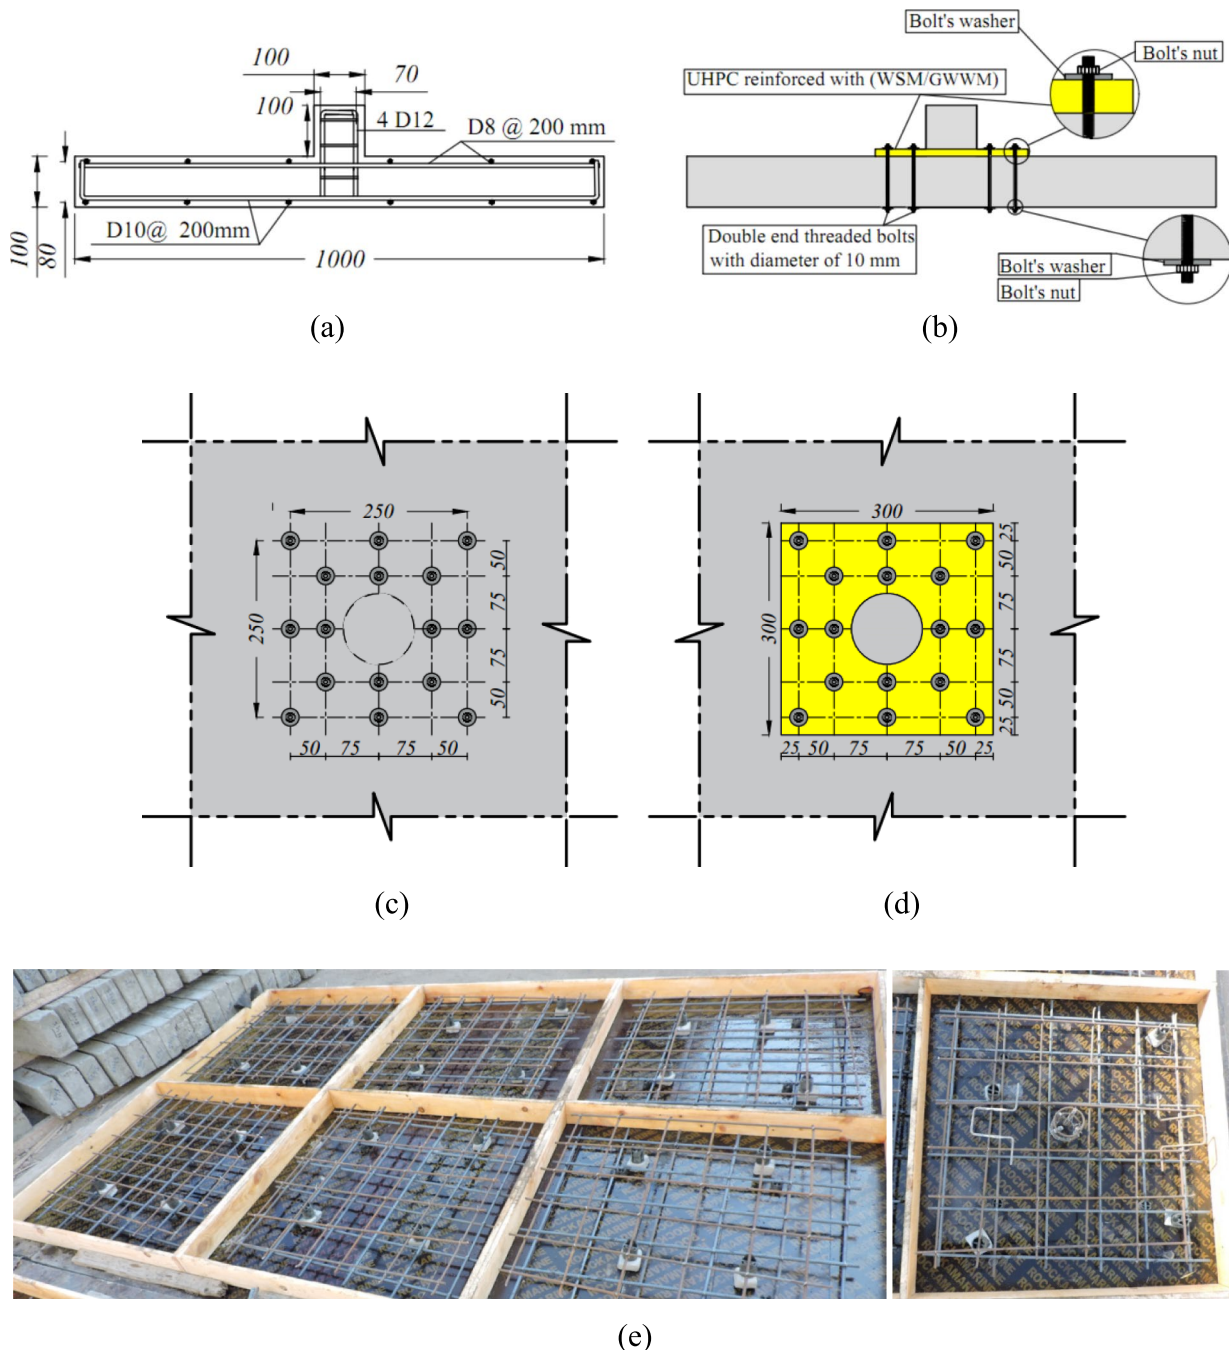 100
70
100
4 D12
D8 @ 200 mm
D10@ 200mm
100
80
1000
(a)
Bolt's washer
Bolt's nut
UHPC reinforced with (WSM/GWWM)
Double end threaded bolts
with diameter of 10 mm
Bolt's washer
Bolt's nut
(b)
250
250
50
75
75
50
50 75 75 50
(c)
300
300
25
50
75
75
50
25
25 50 75 75 50 25
(d)
ROCK
MARINE
(e)